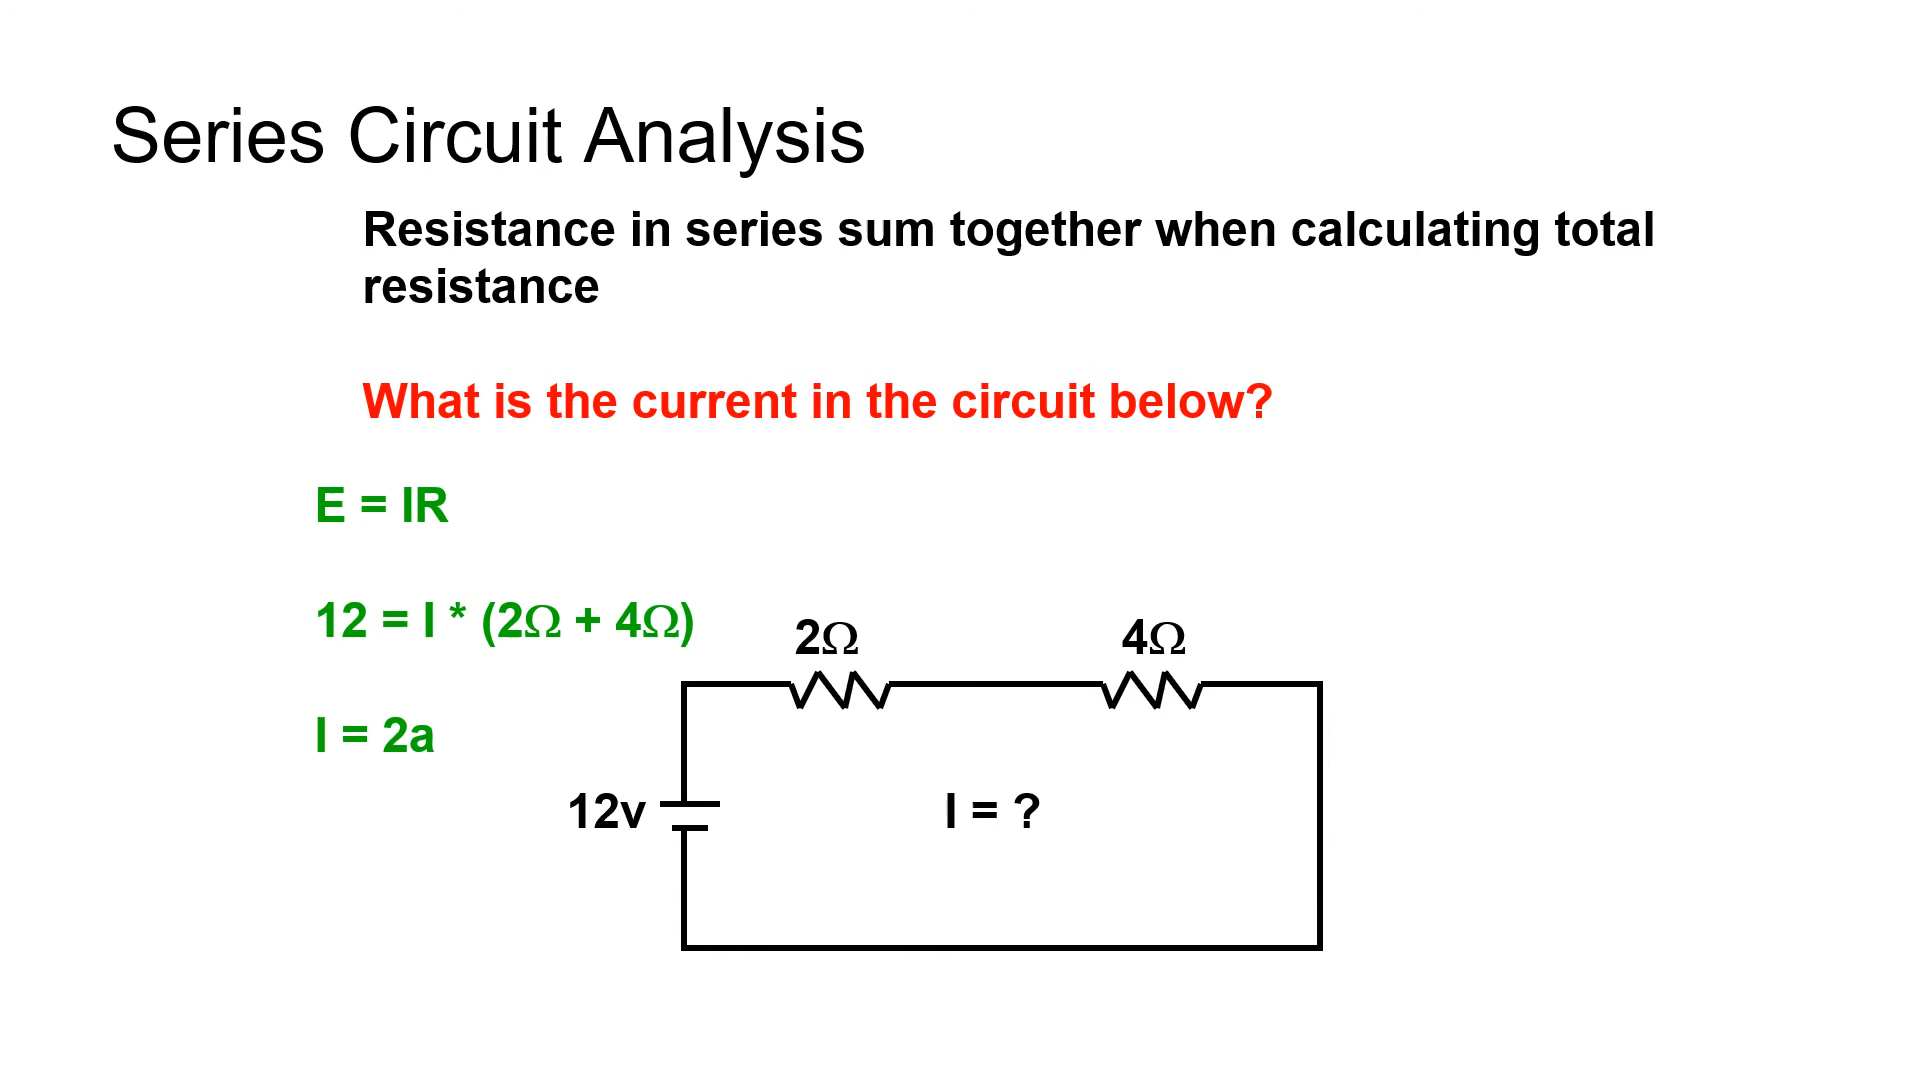 Series Circuit Analysis
Resistance in series sum together when calculating total
resistance
What is the current in the circuit below?
E = IR
12 = I * (2Ω + 4Ω)
2Ω
4Ω
I = 2a
12v
I = ?